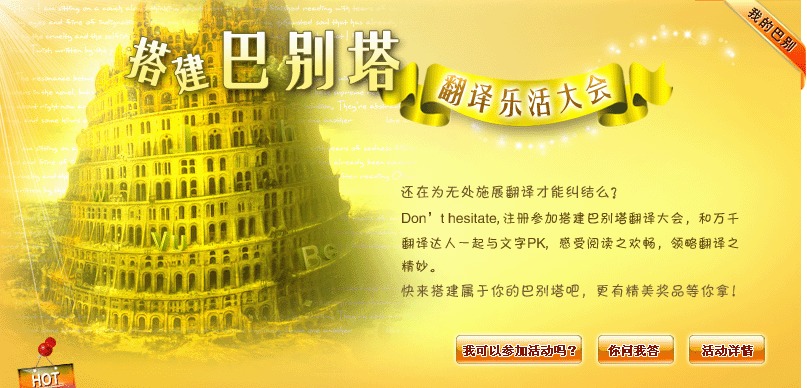 我的巴别
搭建巴别塔
翻译乐活大会
还在为无处施展翻译才能纠结么？
Don’t hesitate,注册参加搭建巴别塔翻译大会，和万千
翻译达人一起与文字PK，感受阅读之欢畅，领略翻译之
精妙。
快来搭建属于你的巴别塔吧，更有精美奖品等你拿！
我可以参加活动吗？
你问我答
活动详情
HOT